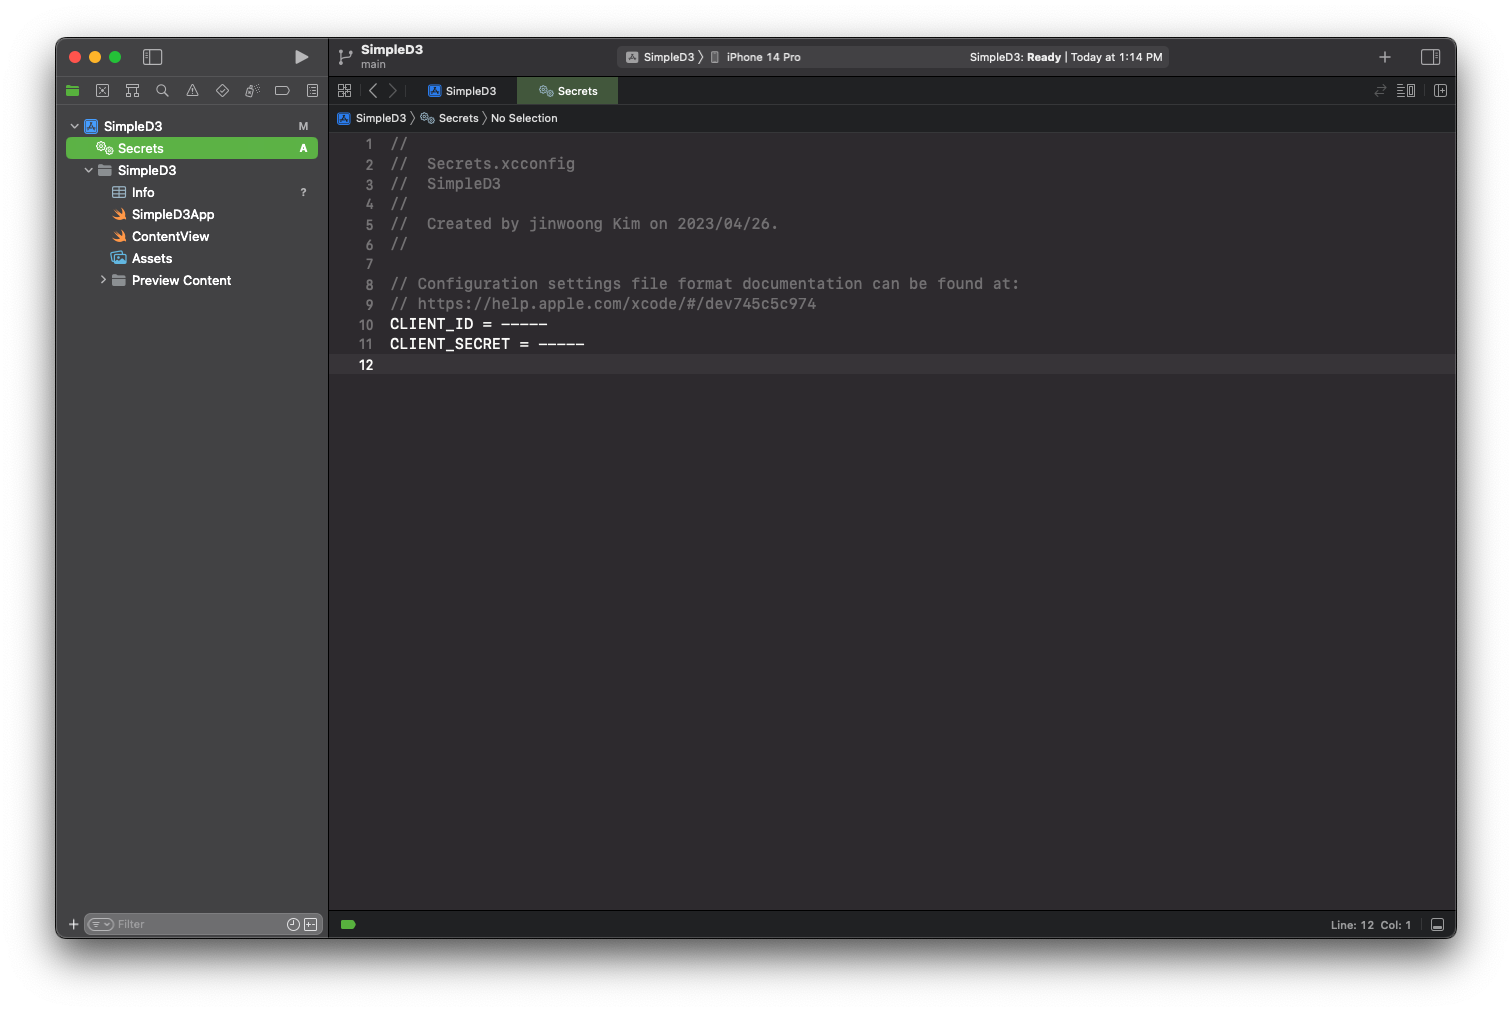 SimpleD3
main
SimpleD3 〉 iPhone 14 Pro
SimpleD3: Ready | Today at 1:14 PM
SimpleD3
Secrets
SimpleD3 〉 Secrets 〉 No Selection
SimpleD3 M
Secrets A
SimpleD3
Info ?
SimpleD3App
ContentView
Assets
Preview Content
1 //
2 //  Secrets.xcconfig
3 //  SimpleD3
4 //
5 //  Created by jinwoong Kim on 2023/04/26.
6 //
7
8 // Configuration settings file format documentation can be found at:
9 // https://help.apple.com/xcode/#/dev745c5c974
10 CLIENT_ID = -----
11 CLIENT_SECRET = -----
12
Filter
Line: 12 Col: 1